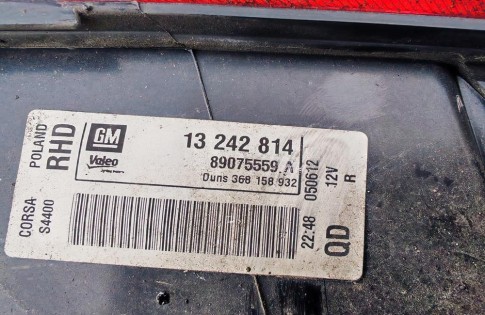 CORSA
POLAND
S4400
RHD
GM
Valeo
13 242 814
89075559 A
Duns 368 158 932
050612
22:48
12V
R
QD